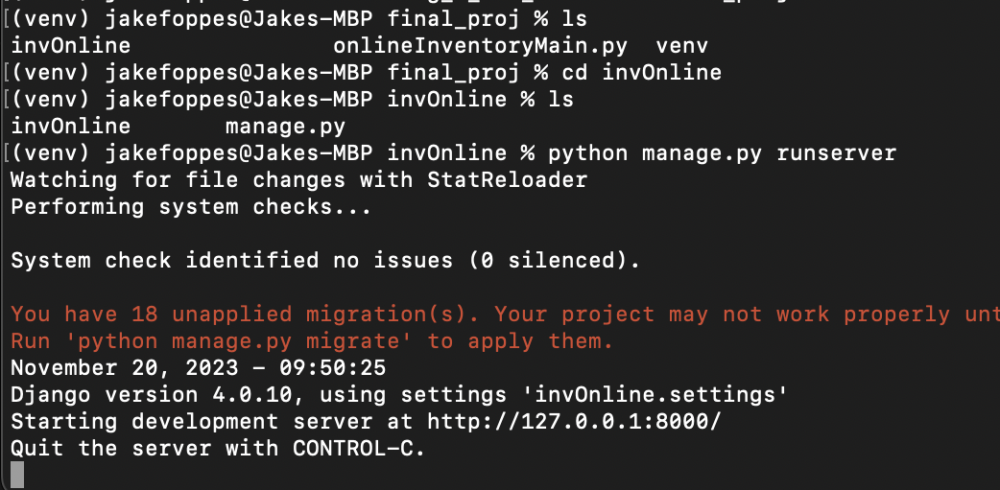 [(venv) jakefoppes@Jakes-MBP final_proj % ls
invOnline onlineInventoryMain.py venv
[(venv) jakefoppes@Jakes-MBP final_proj % cd invOnline
[(venv) jakefoppes@Jakes-MBP invOnline % ls
invOnline manage.py
[(venv) jakefoppes@Jakes-MBP invOnline % python manage.py runserver
Watching for file changes with StatReloader
Performing system checks...
System check identified no issues (0 silenced).
You have 18 unapplied migration(s). Your project may not work properly unt
Run 'python manage.py migrate' to apply them.
November 20, 2023 - 09:50:25
Django version 4.0.10, using settings 'invOnline.settings'
Starting development server at http://127.0.0.1:8000/
Quit the server with CONTROL-C.